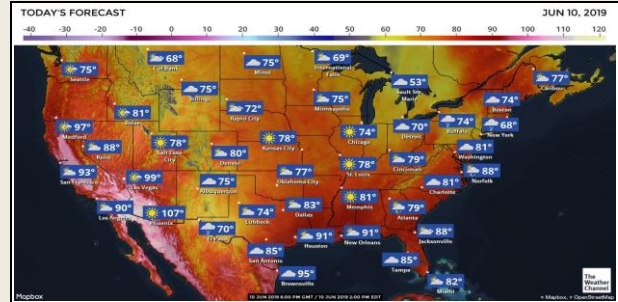 TODAY'S FORECAST
JUN 10, 2019
-40 -30 -20 -10 0 10 20 30 40 50 60 70 80 90 100 110 120
75°
Seattle
68°
Cut Bank
75°
Minot
69°
International
Falls
53°
Sault Ste.
Marie
77°
Caribou
75°
Billings
75°
Minneapolis
74°
Boston
81°
Boise
72°
Rapid City
74°
Buffalo
68°
New York
97°
Medford
78°
Salt Lake
City
78°
Kansas City
74°
Chicago
70°
Detroit
88°
Reno
80°
Denver
78°
St. Louis
79°
Cincinnati
81°
Washington
93°
San Francisco
99°
Las Vegas
75°
Albuquerque
77°
Oklahoma City
88°
Norfolk
81°
Charlotte
90°
Los Angeles
107°
Phoenix
74°
Lubbock
83°
Dallas
81°
Memphis
79°
Atlanta
70°
El Paso
91°
Houston
91°
New Orleans
88°
Jacksonville
85°
San Antonio
95°
Brownsville
85°
Tampa
82°
Miami
The
Weather
Channel
Mapbox
10 JUN 2019 6:00 PM GMT / 10 JUN 2019 2:00 PM EDT
© Mapbox, © OpenStreetMap